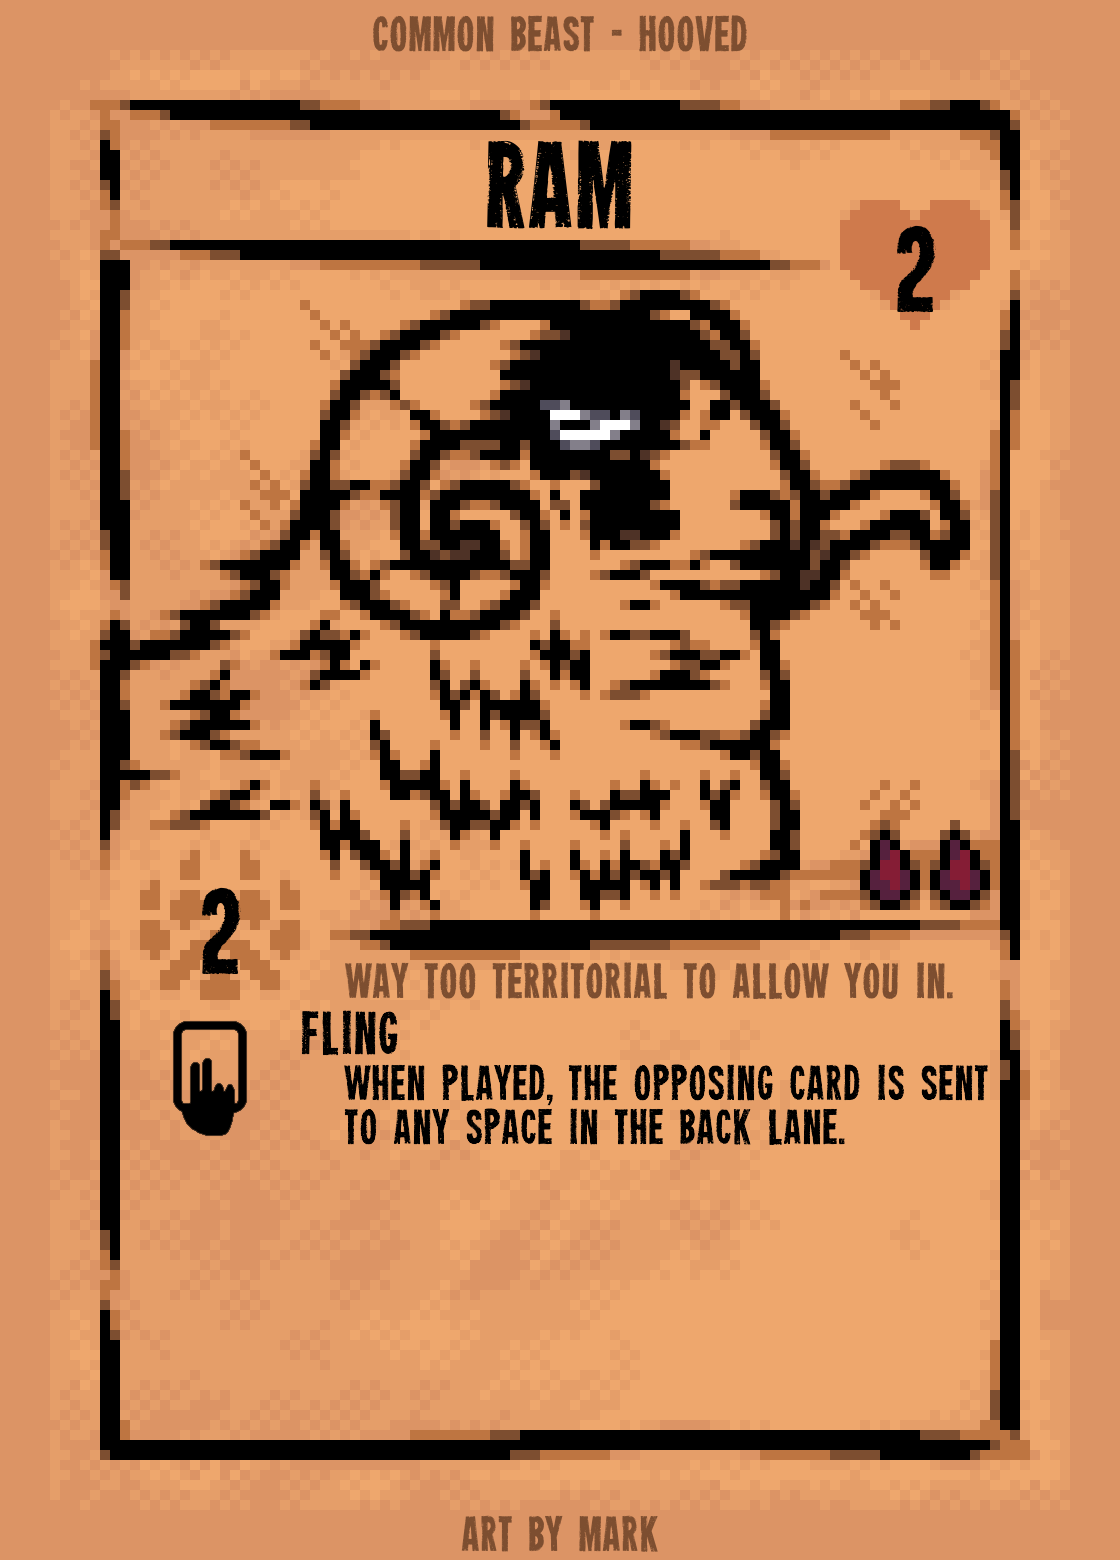 COMMON BEAST - HOOVED
RAM
2
2
WAY TOO TERRITORIAL TO ALLOW YOU IN.
FLING
WHEN PLAYED, THE OPPOSING CARD IS SENT
TO ANY SPACE IN THE BACK LANE.
ART BY MARK